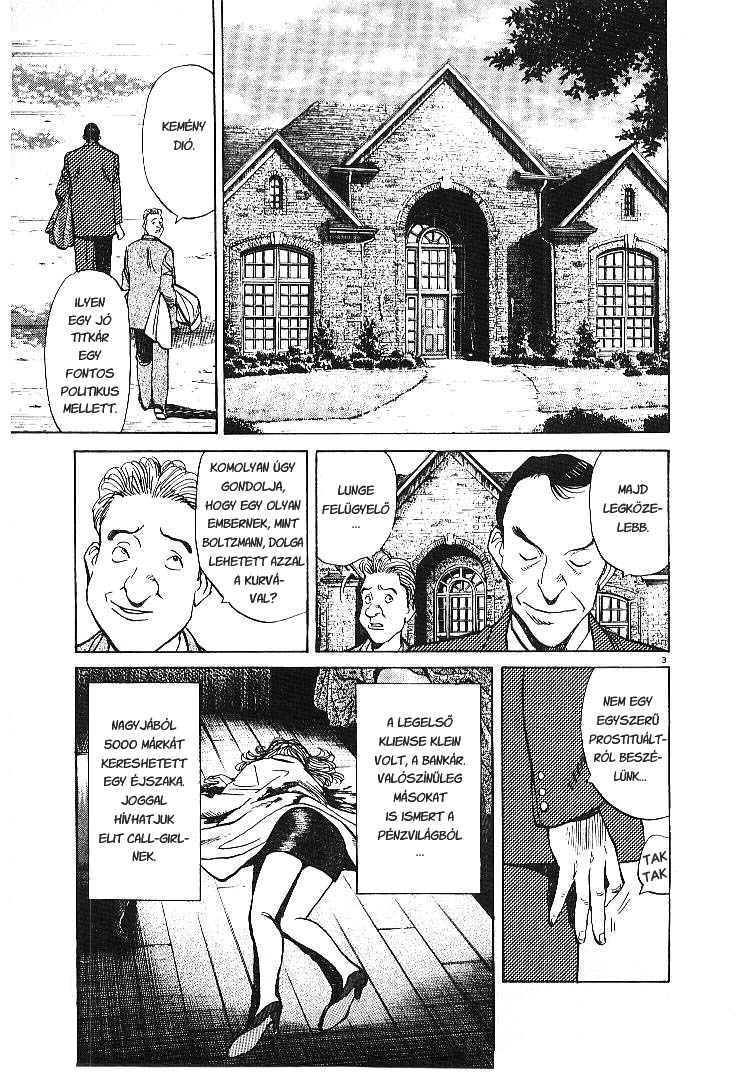 KEMÉNY
DIÓ.
ILYEN
EGY JÓ
TITKÁR
EGY
FONTOS
POLITIKUS
MELLETT.
MAJD
LEGKÖZE-
LEBB.
LUNGE
FELÜGYELŐ
...
KOMOLYAN ÚGY
GONDOLJA,
HOGY EGY OLYAN
EMBERNEK, MINT
BOLTZMANN, DOLGA
LEHETETT AZZAL
A KURVÁ-
VAL?
3
NEM EGY
EGYSZERŰ
PROSTITUÁLT-
RÓL BESZÉ-
LÜNK...
TAK
TAK
A LEGELSŐ
KLIENSE KLEIN
VOLT, A BANKÁR.
VALÓSZÍNŰLEG
MÁSOKAT
IS ISMERT A
PÉNZVILÁGBÓL
...
NAGYJÁBÓL
5000 MÁRKÁT
KERESHETETT
EGY ÉJSZAKA.
JOGGAL
HÍVHATJUK
ELIT CALL-GIRL-
NEK.